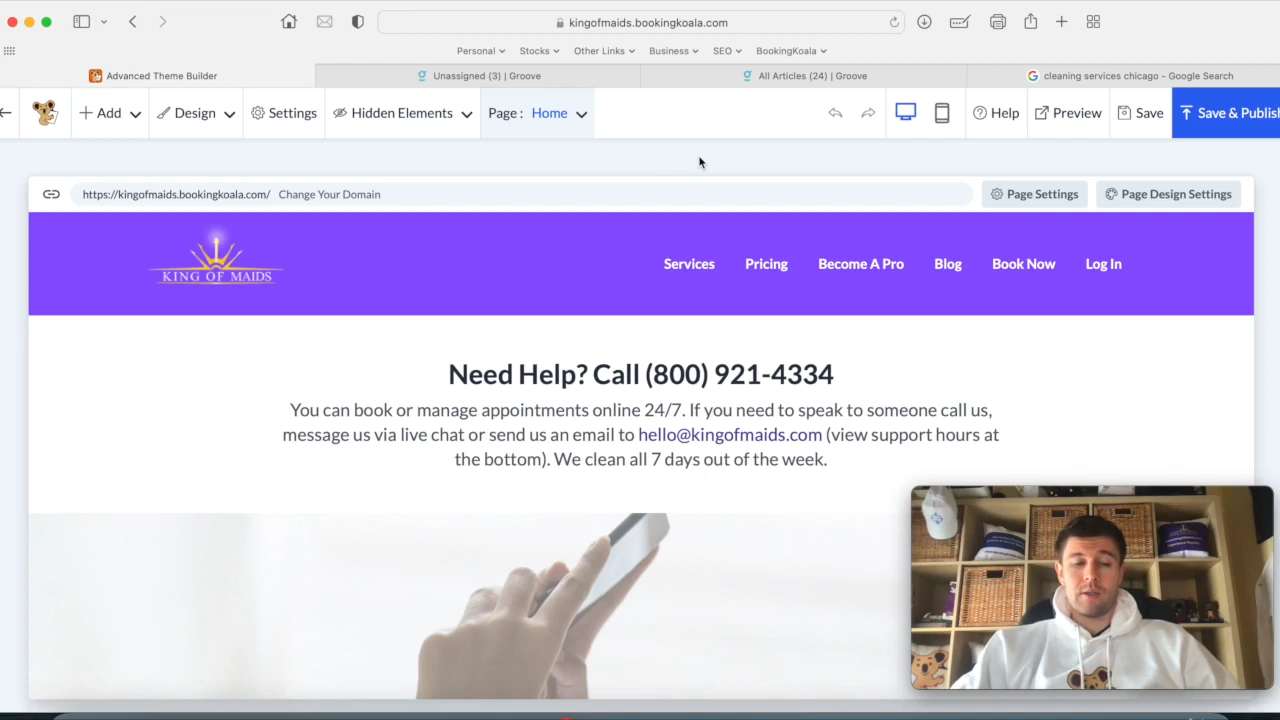 kingofmaids.bookingkoala.com
Personal Stocks Other Links Business SEO BookingKoala
Advanced Theme Builder Unassigned (3) | Groove All Articles (24) | Groove cleaning services chicago - Google Search
Add Design Settings Hidden Elements Page : Home Help Preview Save Save & Publish
https://kingofmaids.bookingkoala.com/ Change Your Domain Page Settings Page Design Settings
KING OF MAIDS
Services Pricing Become A Pro Blog Book Now Log In
Need Help? Call (800) 921-4334
You can book or manage appointments online 24/7. If you need to speak to someone call us,
message us via live chat or send us an email to hello@kingofmaids.com (view support hours at
the bottom). We clean all 7 days out of the week.